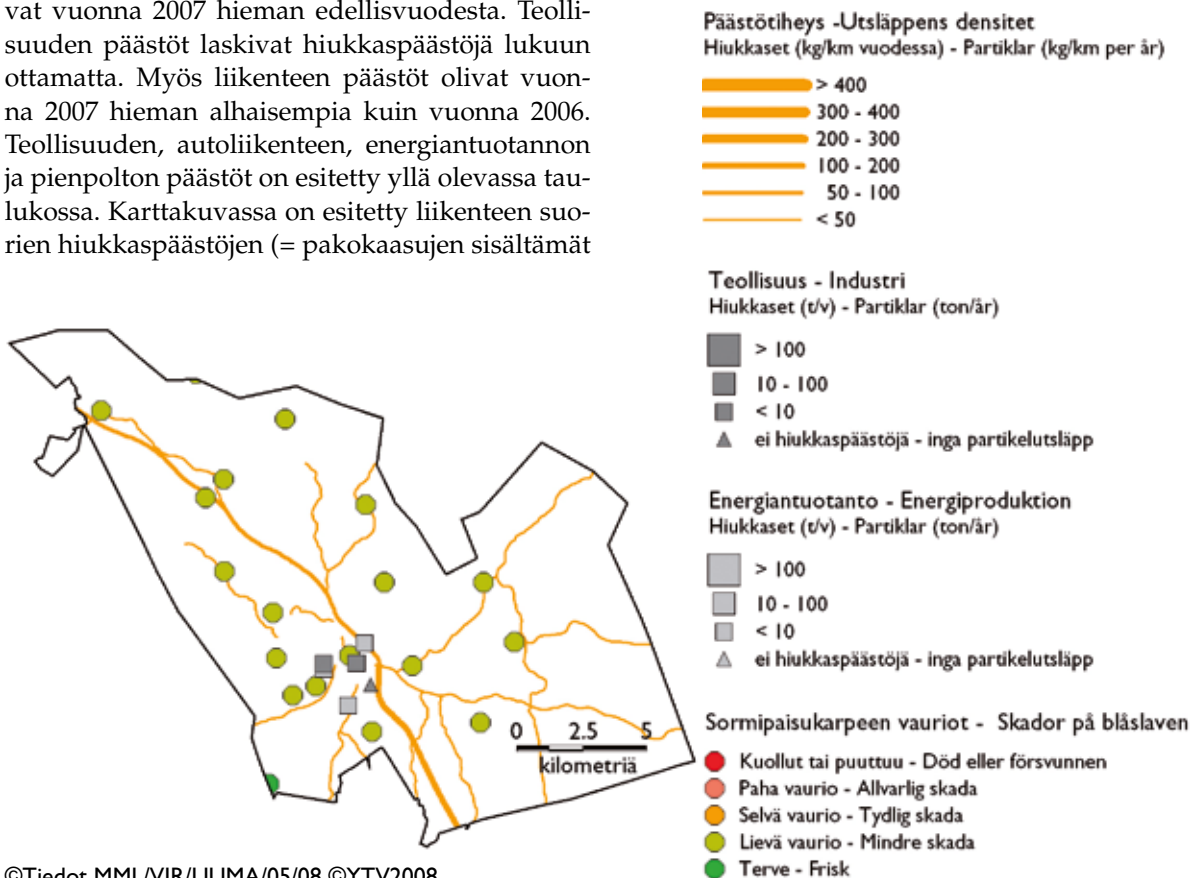 vat vuonna 2007 hieman edellisvuodesta. Teolli-
suuden päästöt laskivat hiukkaspäästöjä lukuun
ottamatta. Myös liikenteen päästöt olivat vuon-
na 2007 hieman alhaisempia kuin vuonna 2006.
Teollisuuden, autoliikenteen, energiantuotannon
ja pienpolton päästöt on esitetty yllä olevassa tau-
lukossa. Karttakuvassa on esitetty liikenteen suo-
rien hiukkaspäästöjen (= pakokaasujen sisältämät
0 2.5 5
kilometriä
©Tiedot MML/VIR/UUMA/05/08 ©YTV2008
Päästötiheys -Utsläppens densitet
Hiukkaset (kg/km vuodessa) - Partiklar (kg/km per år)
> 400
300 - 400
200 - 300
100 - 200
50 - 100
< 50
Teollisuus - Industri
Hiukkaset (t/v) - Partiklar (ton/år)
> 100
10 - 100
< 10
ei hiukkaspäästöjä - inga partikelutsläpp
Energiantuotanto - Energiproduktion
Hiukkaset (t/v) - Partiklar (ton/år)
> 100
10 - 100
< 10
ei hiukkaspäästöjä - inga partikelutsläpp
Sormipaisukarpeen vauriot - Skador på blåslaven
Kuollut tai puuttuu - Död eller försvunnen
Paha vaurio - Allvarlig skada
Selvä vaurio - Tydlig skada
Lievä vaurio - Mindre skada
Terve - Frisk